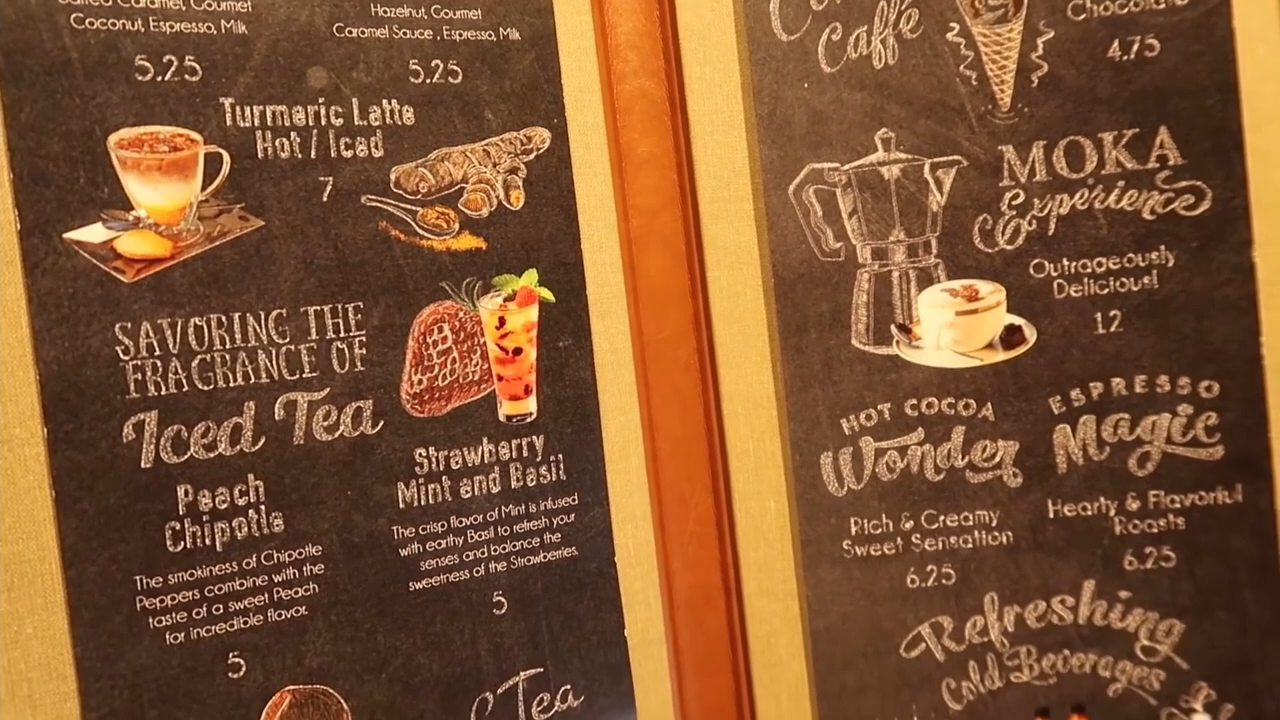 Salted Caramel, Gourmet
Coconut, Espresso, Milk
5.25
Hazelnut, Gourmet
Caramel Sauce , Espresso, Milk
5.25
Turmeric Latte
Hot / Iced
7
SAVORING THE
FRAGRANCE OF
Iced Tea
Peach
Chipotle
The smokiness of Chipotle
Peppers combine with the
taste of a sweet Peach
for incredible flavor.
5
Strawberry
Mint and Basil
The crisp flavor of Mint is infused
with earthy Basil to refresh your
senses and balance the
sweetness of the Strawberries.
5
Tea
Caffé
Chocolate
4.75
MOKA
Experience
Outrageously
Delicious!
12
HOT COCOA
Wonder
Rich & Creamy
Sweet Sensation
6.25
ESPRESSO
Magic
Hearty & Flavorful
Roasts
6.25
Refreshing
Cold Beverages